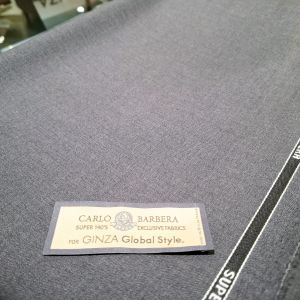 CARLO BARBERA
SUPER 140'S EXCLUSIVE FABRICS
FOR GINZA Global Style.
SUPE